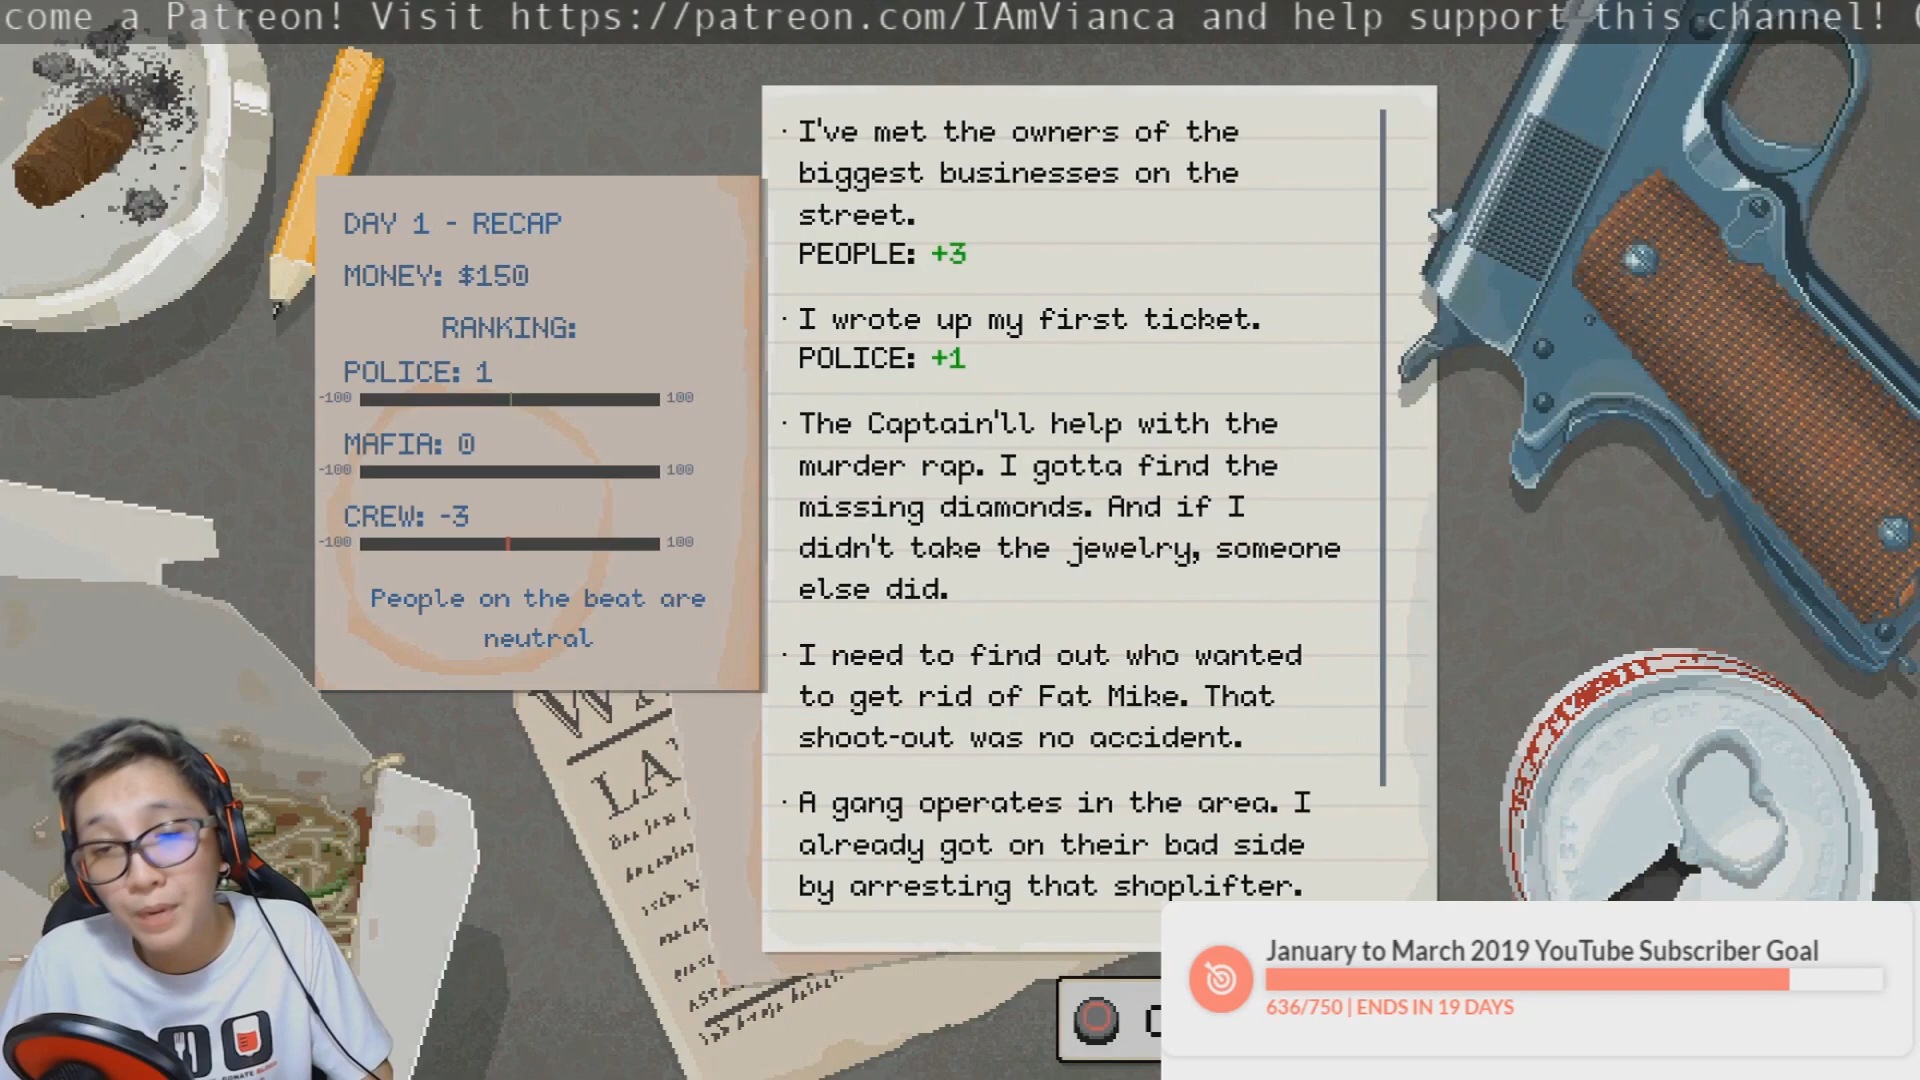 come a Patreon! Visit https://patreon.com/IAmVianca and help support this channel!
DAY 1 - RECAP
MONEY: $150
RANKING:
POLICE: 1
-100 100
MAFIA: 0
-100 100
CREW: -3
-100 100
People on the beat are
neutral
· I've met the owners of the
biggest businesses on the
street.
PEOPLE: +3
· I wrote up my first ticket.
POLICE: +1
· The Captain'll help with the
murder rap. I gotta find the
missing diamonds. And if I
didn't take the jewelry, someone
else did.
· I need to find out who wanted
to get rid of Fat Mike. That
shoot-out was no accident.
· A gang operates in the area. I
already got on their bad side
by arresting that shoplifter.
January to March 2019 YouTube Subscriber Goal
636/750 | ENDS IN 19 DAYS